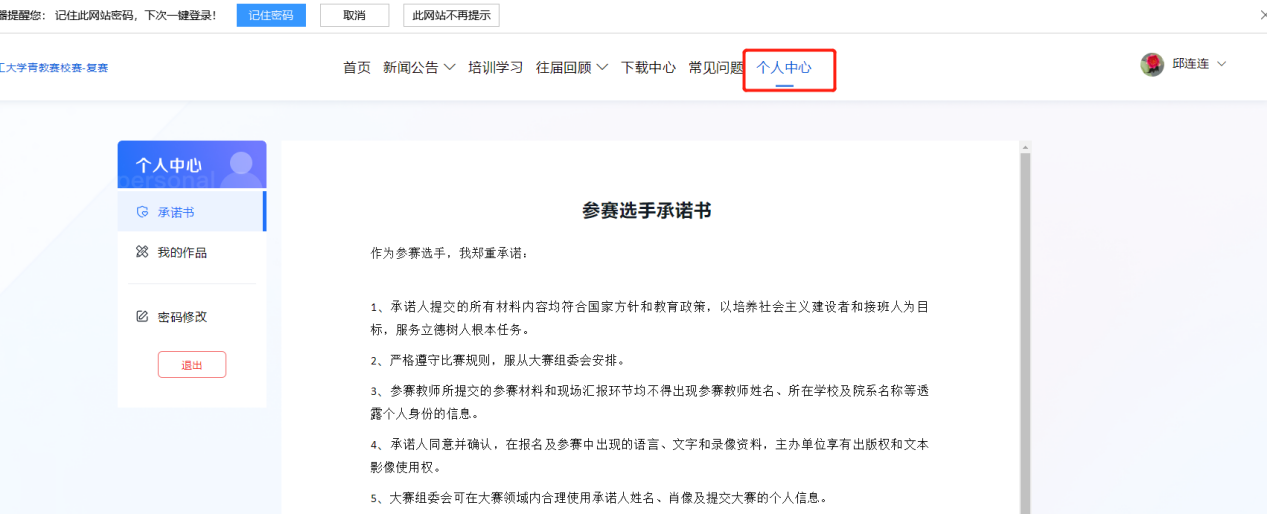 器提醒您：记住此网站密码，下次一键登录！ 记住密码 取消 此网站不再提示
工大学青教赛校赛-复赛 首页 新闻公告 培训学习 往届回顾 下载中心 常见问题 个人中心 邱连连
个人中心
personal
承诺书
我的作品
密码修改
退出
参赛选手承诺书
作为参赛选手，我郑重承诺：
1、承诺人提交的所有材料内容均符合国家方针和教育政策，以培养社会主义建设者和接班人为目
标，服务立德树人根本任务。
2、严格遵守比赛规则，服从大赛组委会安排。
3、参赛教师所提交的参赛材料和现场汇报环节均不得出现参赛教师姓名、所在学校及院系名称等透
露个人身份的信息。
4、承诺人同意并确认，在报名及参赛中出现的语言、文字和录像资料，主办单位享有出版权和文本
影像使用权。
5、大赛组委会可在大赛领域内合理使用承诺人姓名、肖像及提交大赛的个人信息。